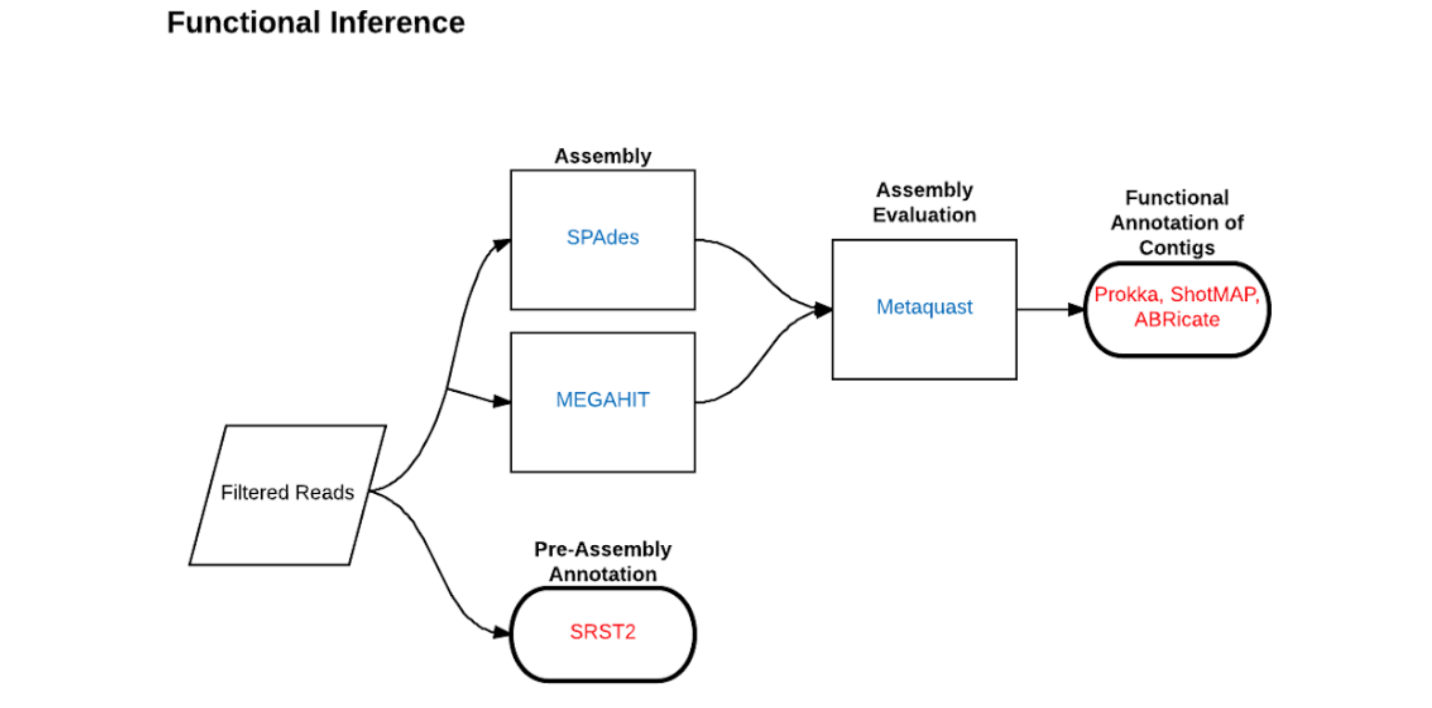 Functional Inference
Assembly
SPAdes
MEGAHIT
Assembly
Evaluation
Metaquast
Functional
Annotation of
Contigs
Prokka, ShotMAP,
ABRicate
Filtered Reads
Pre-Assembly
Annotation
SRST2